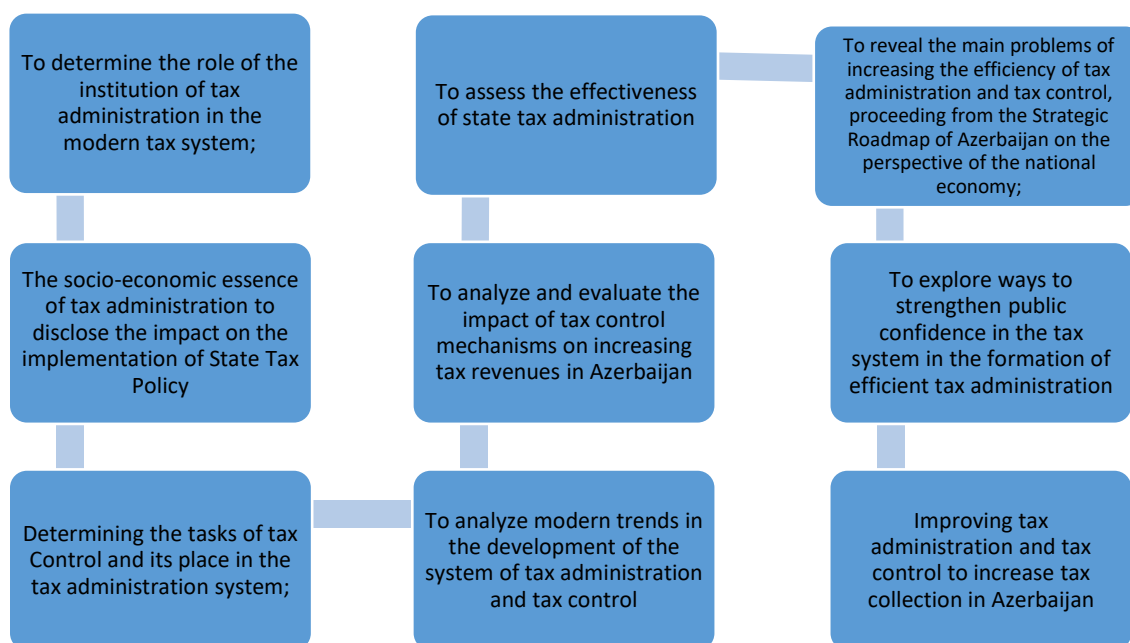 To determine the role of the
institution of tax
administration in the
modern tax system;
The socio-economic essence
of tax administration to
disclose the impact on the
implementation of State Tax
Policy
Determining the tasks of tax
Control and its place in the
tax administration system;
To analyze modern trends in
the development of the
system of tax administration
and tax control
To analyze and evaluate the
impact of tax control
mechanisms on increasing
tax revenues in Azerbaijan
To assess the effectiveness
of state tax administration
To reveal the main problems of
increasing the efficiency of tax
administration and tax control,
proceeding from the Strategic
Roadmap of Azerbaijan on the
perspective of the national
economy;
To explore ways to
strengthen public
confidence in the tax
system in the formation of
efficient tax administration
Improving tax
administration and tax
control to increase tax
collection in Azerbaijan